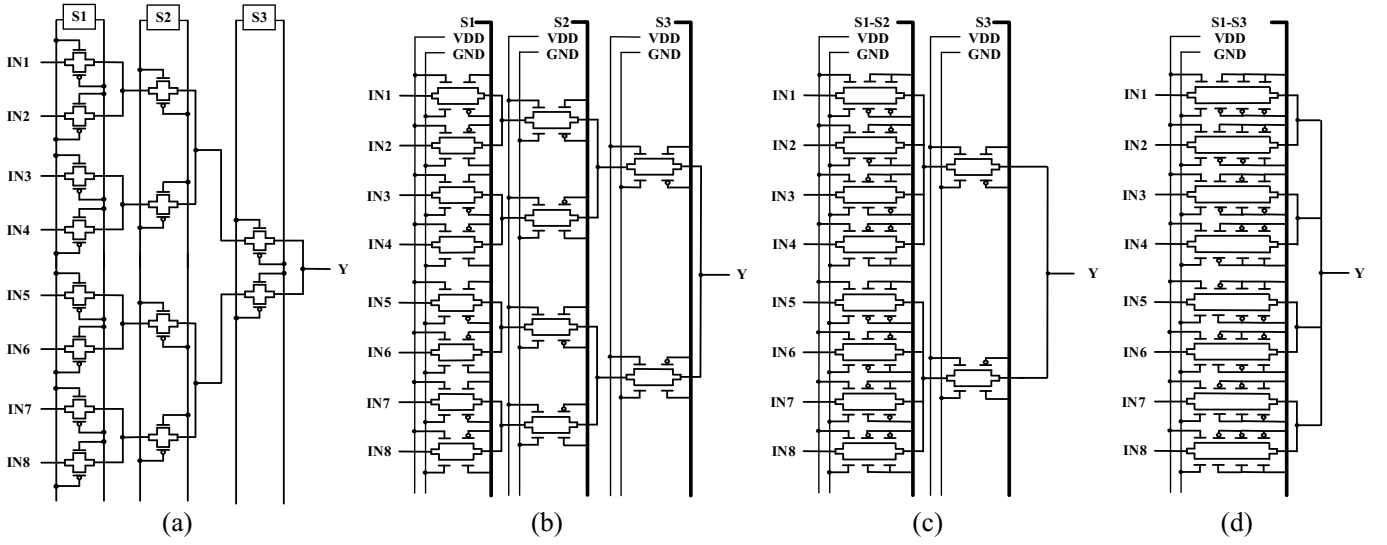 S1
S2
S3
IN1
IN2
IN3
IN4
IN5
IN6
IN7
IN8
Y
(a)
S1
VDD
GND
S2
VDD
GND
S3
VDD
GND
IN1
IN2
IN3
IN4
IN5
IN6
IN7
IN8
Y
(b)
S1-S2
VDD
GND
S3
VDD
GND
IN1
IN2
IN3
IN4
IN5
IN6
IN7
IN8
Y
(c)
S1-S3
VDD
GND
IN1
IN2
IN3
IN4
IN5
IN6
IN7
IN8
Y
(d)